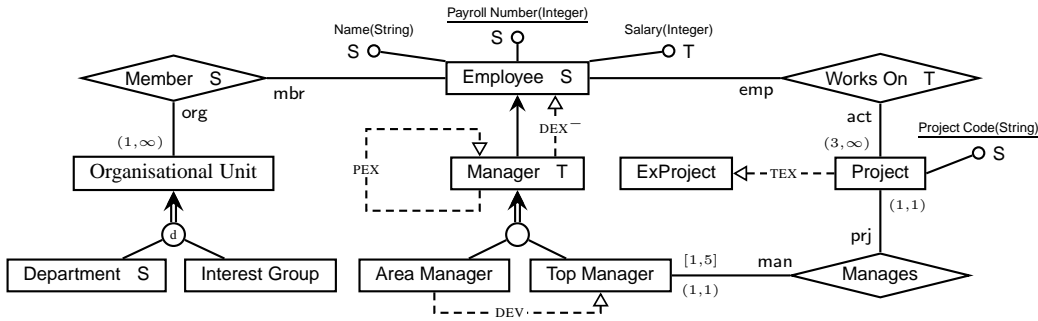 Payroll Number(Integer)
Name(String) S Salary(Integer)
S T
Member S Employee S Works On T
mbr emp
org act
DEX⁻ Project Code(String)
(1,∞) (3,∞) S
Organisational Unit PEX Manager T ExProject TEX Project
(1,1)
d prj
Department S Interest Group Area Manager Top Manager [1,5] man Manages
(1,1)
DEV